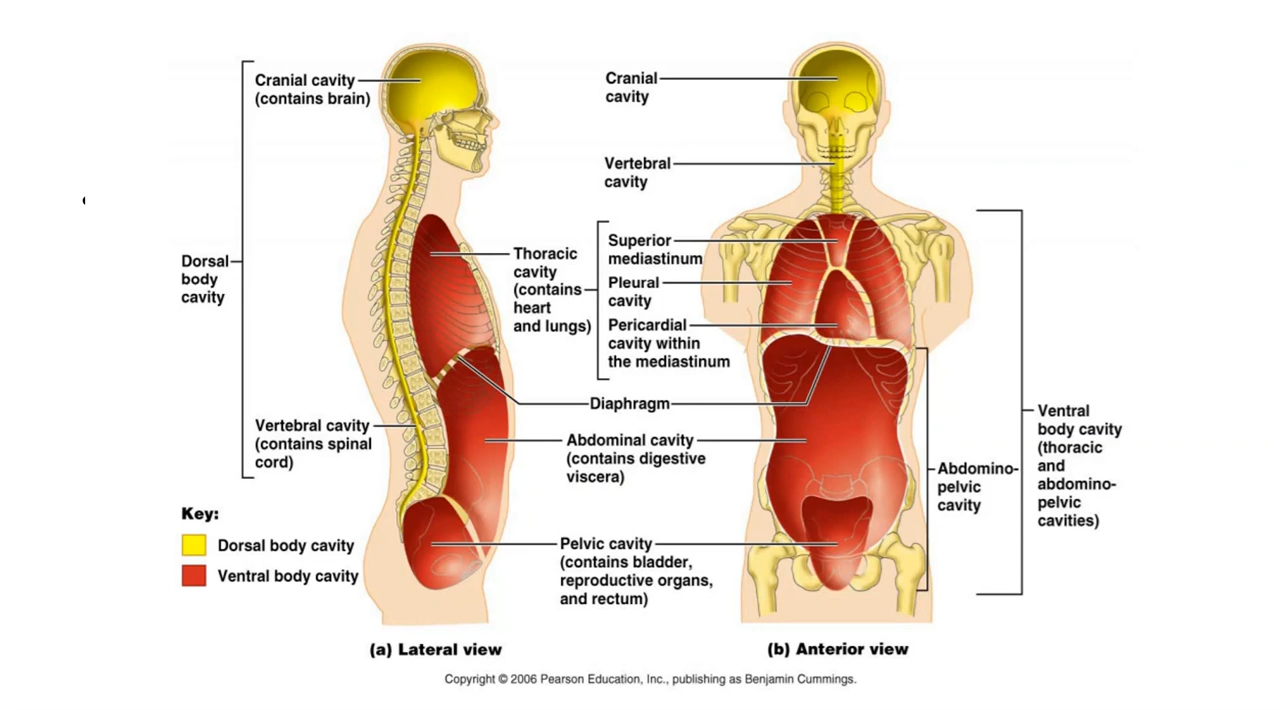 Cranial cavity
(contains brain)
Dorsal
body
cavity
Vertebral cavity
(contains spinal
cord)
Key:
Dorsal body cavity
Ventral body cavity
Thoracic
cavity
(contains
heart
and lungs)
Cranial
cavity
Vertebral
cavity
Superior
mediastinum
Pleural
cavity
Pericardial
cavity within
the mediastinum
Diaphragm
Abdominal cavity
(contains digestive
viscera)
Pelvic cavity
(contains bladder,
reproductive organs,
and rectum)
Abdomino-
pelvic
cavity
Ventral
body cavity
(thoracic
and
abdomino-
pelvic
cavities)
(a) Lateral view
(b) Anterior view
Copyright © 2006 Pearson Education, Inc., publishing as Benjamin Cummings.